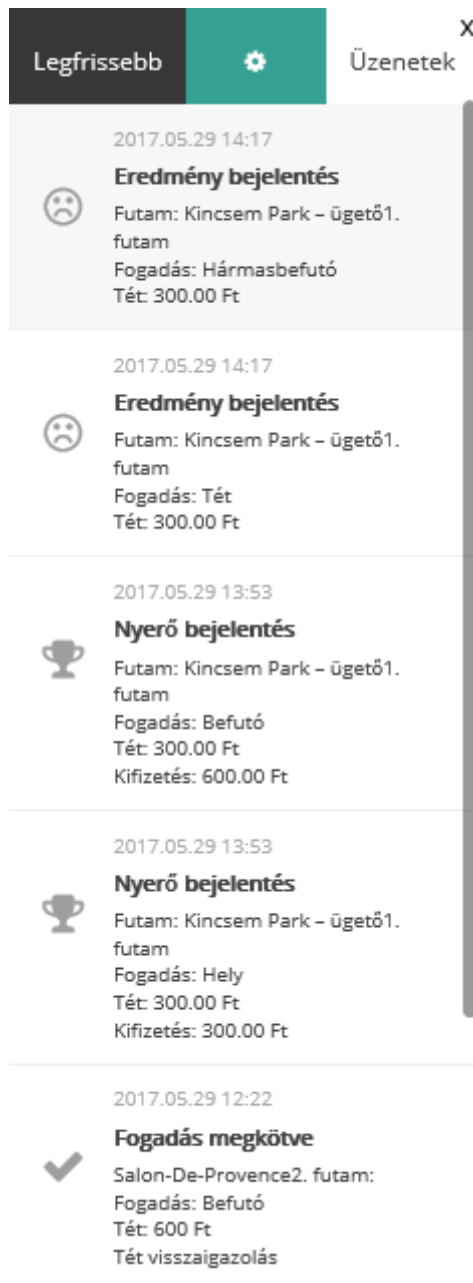 X
Legfrissebb
Üzenetek
2017.05.29 14:17
Eredmény bejelentés
Futam: Kincsem Park – ügető1.
futam
Fogadás: Hármasbefutó
Tét: 300.00 Ft
2017.05.29 14:17
Eredmény bejelentés
Futam: Kincsem Park – ügető1.
futam
Fogadás: Tét
Tét: 300.00 Ft
2017.05.29 13:53
Nyerő bejelentés
Futam: Kincsem Park – ügető1.
futam
Fogadás: Befutó
Tét: 300.00 Ft
Kifizetés: 600.00 Ft
2017.05.29 13:53
Nyerő bejelentés
Futam: Kincsem Park – ügető1.
futam
Fogadás: Hely
Tét: 300.00 Ft
Kifizetés: 300.00 Ft
2017.05.29 12:22
Fogadás megkötve
Salon-De-Provence2. futam:
Fogadás: Befutó
Tét: 600 Ft
Tét visszaigazolás